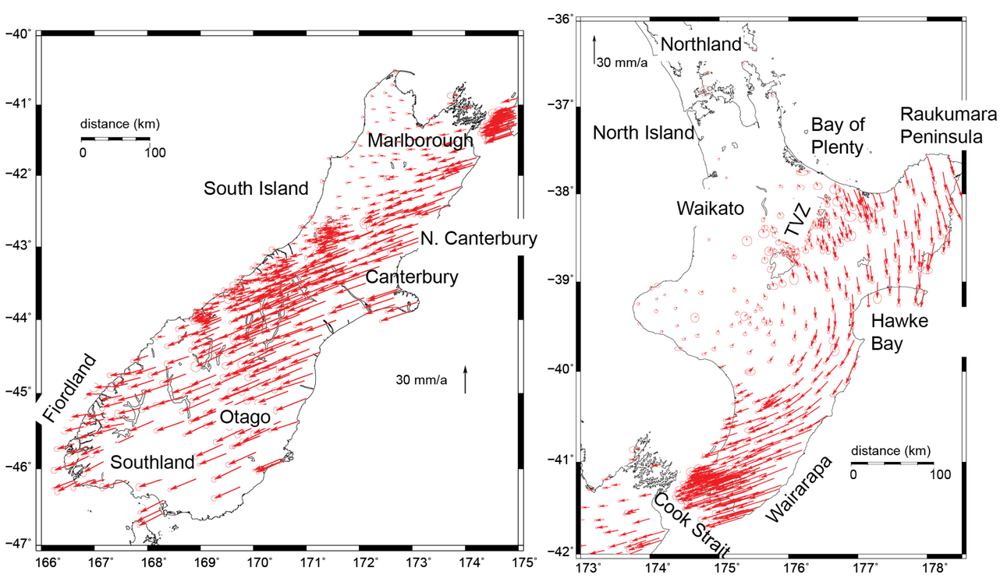 −40°
−41°
−42°
−43°
−44°
−45°
−46°
−47°
166°
167°
168°
169°
170°
171°
172°
173°
174°
175°
distance (km)
0
100
Marlborough
South Island
N. Canterbury
Canterbury
30 mm/a
Fiordland
Otago
Southland
−36°
−37°
−38°
−39°
−40°
−41°
−42°
173°
174°
175°
176°
177°
178°
30 mm/a
Northland
North Island
Bay of
Plenty
Raukumara
Peninsula
Waikato
TVZ
Hawke
Bay
distance (km)
0
100
Wairarapa
Cook Strait